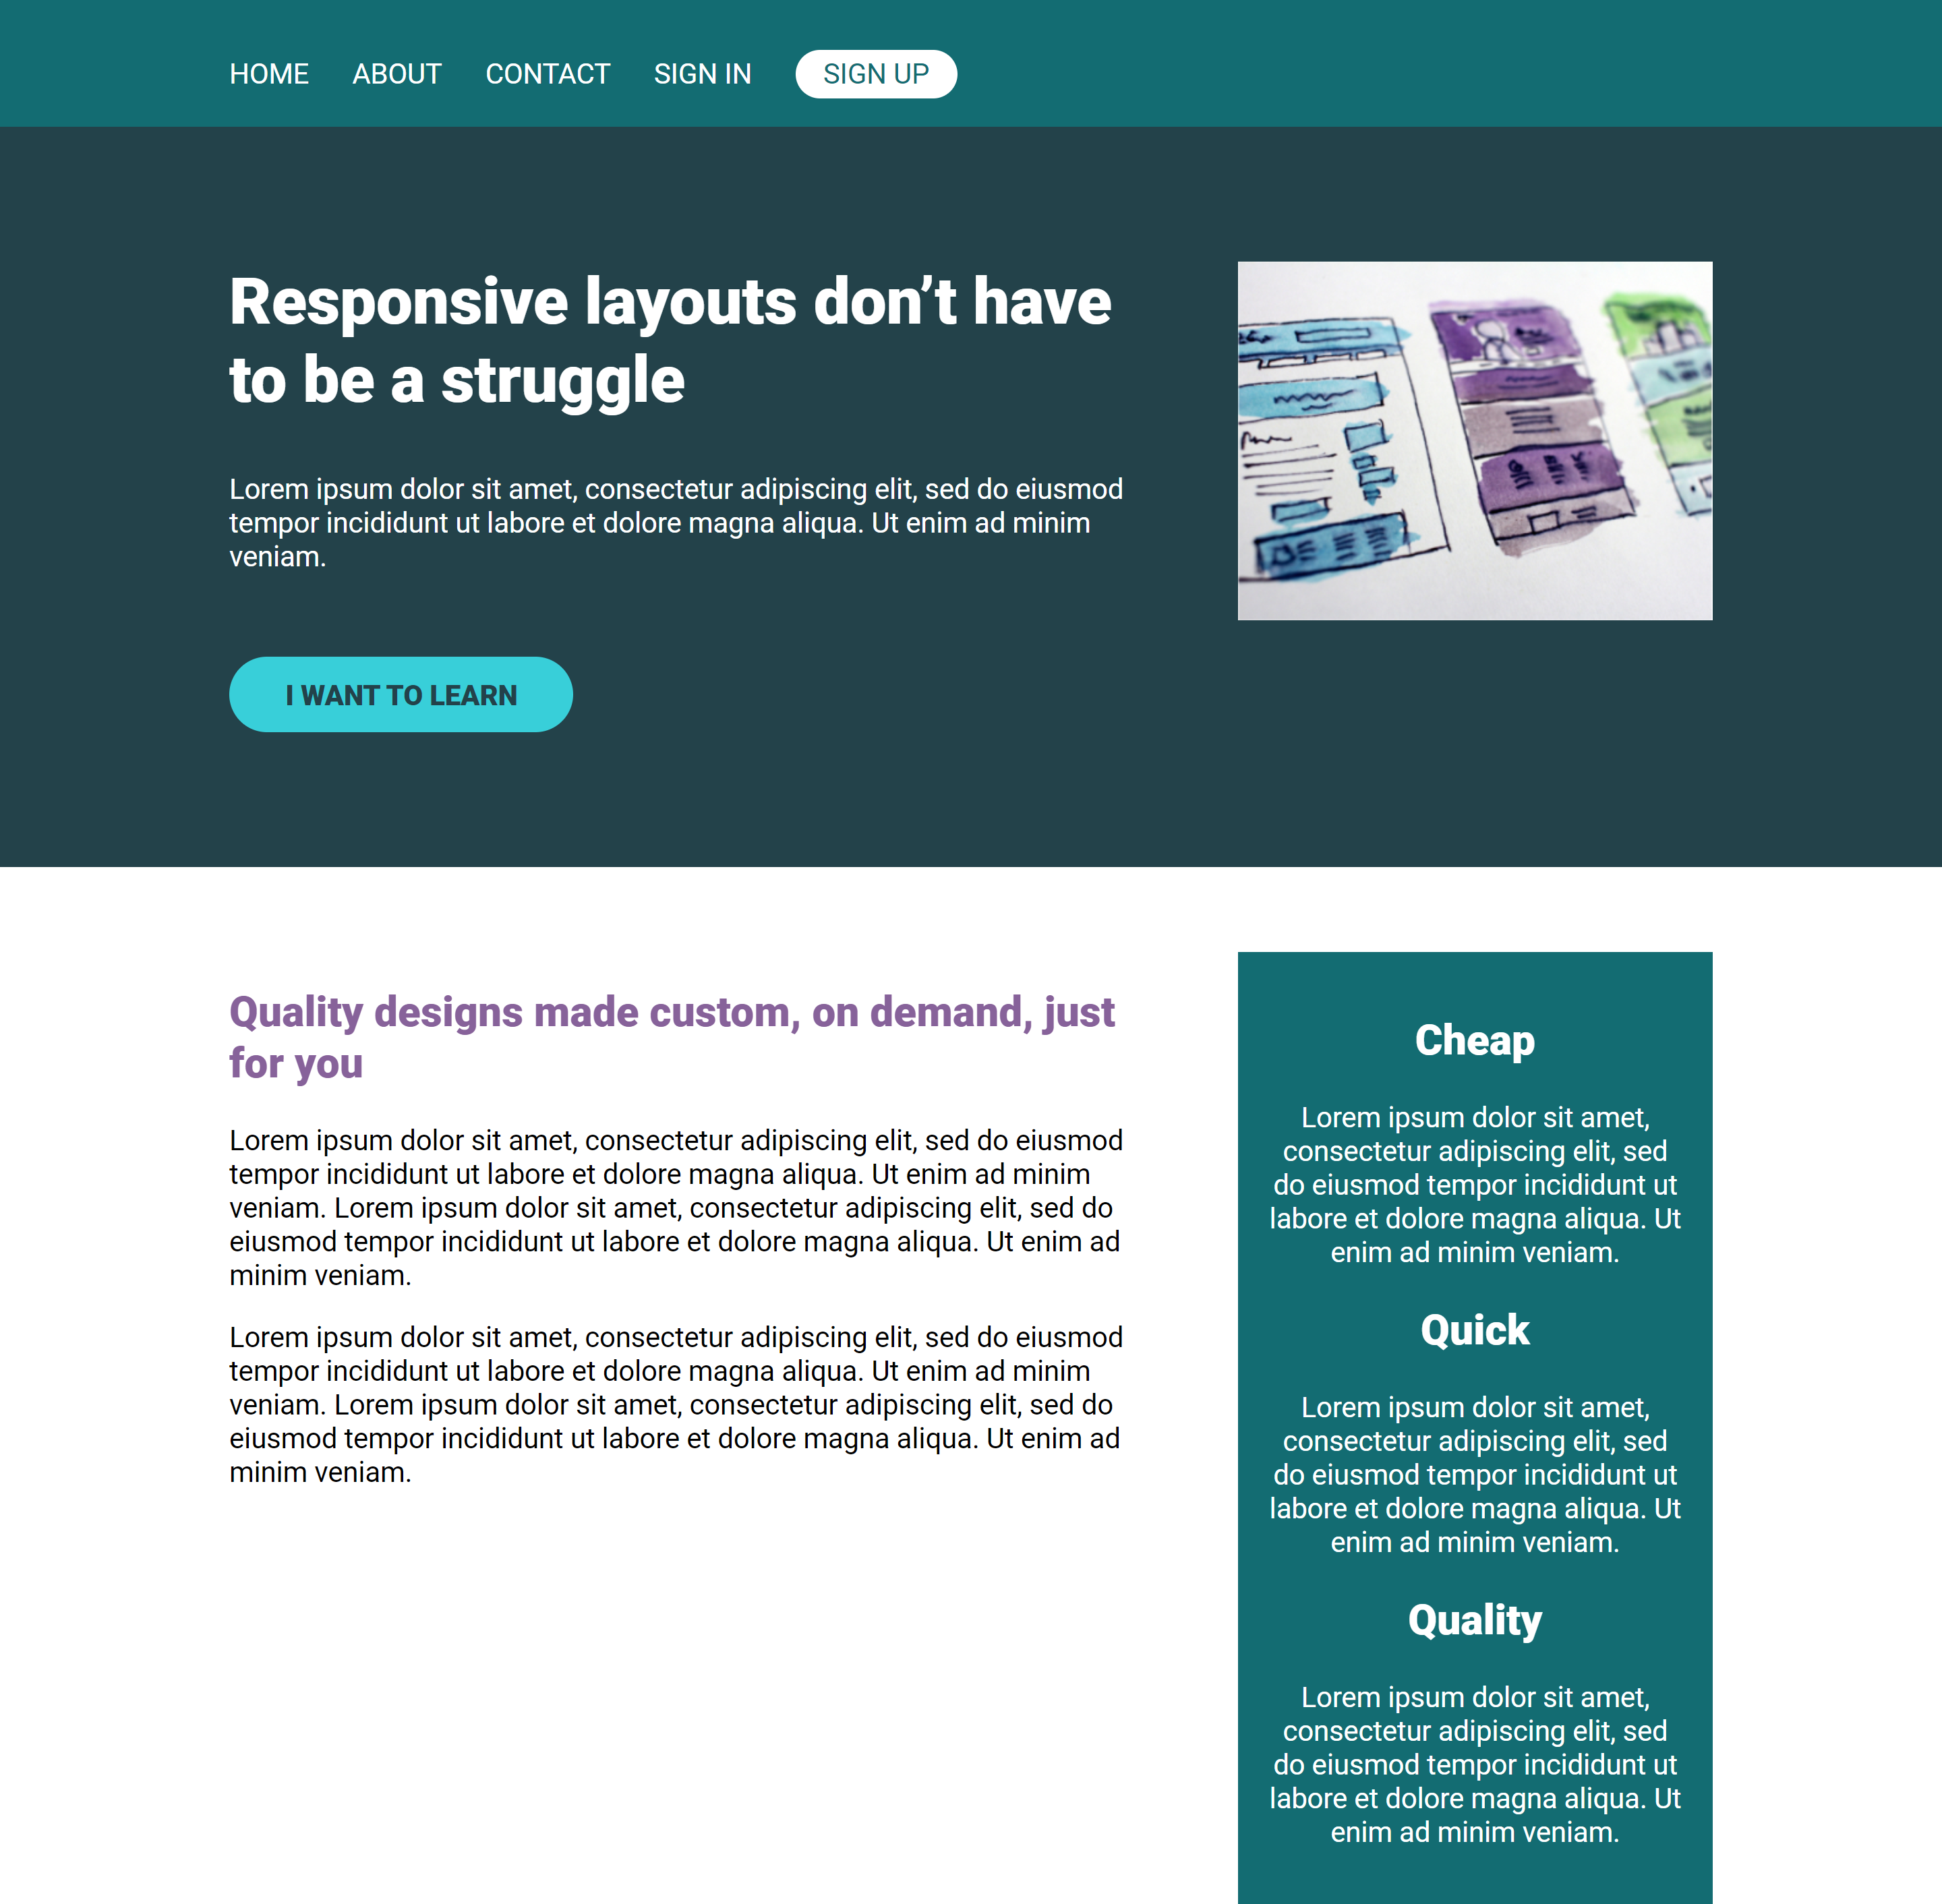 HOME ABOUT CONTACT SIGN IN SIGN UP
Responsive layouts don’t have
to be a struggle
Lorem ipsum dolor sit amet, consectetur adipiscing elit, sed do eiusmod
tempor incididunt ut labore et dolore magna aliqua. Ut enim ad minim
veniam.
I WANT TO LEARN
Quality designs made custom, on demand, just
for you
Lorem ipsum dolor sit amet, consectetur adipiscing elit, sed do eiusmod
tempor incididunt ut labore et dolore magna aliqua. Ut enim ad minim
veniam. Lorem ipsum dolor sit amet, consectetur adipiscing elit, sed do
eiusmod tempor incididunt ut labore et dolore magna aliqua. Ut enim ad
minim veniam.
Lorem ipsum dolor sit amet, consectetur adipiscing elit, sed do eiusmod
tempor incididunt ut labore et dolore magna aliqua. Ut enim ad minim
veniam. Lorem ipsum dolor sit amet, consectetur adipiscing elit, sed do
eiusmod tempor incididunt ut labore et dolore magna aliqua. Ut enim ad
minim veniam.
Cheap
Lorem ipsum dolor sit amet,
consectetur adipiscing elit, sed
do eiusmod tempor incididunt ut
labore et dolore magna aliqua. Ut
enim ad minim veniam.
Quick
Lorem ipsum dolor sit amet,
consectetur adipiscing elit, sed
do eiusmod tempor incididunt ut
labore et dolore magna aliqua. Ut
enim ad minim veniam.
Quality
Lorem ipsum dolor sit amet,
consectetur adipiscing elit, sed
do eiusmod tempor incididunt ut
labore et dolore magna aliqua. Ut
enim ad minim veniam.